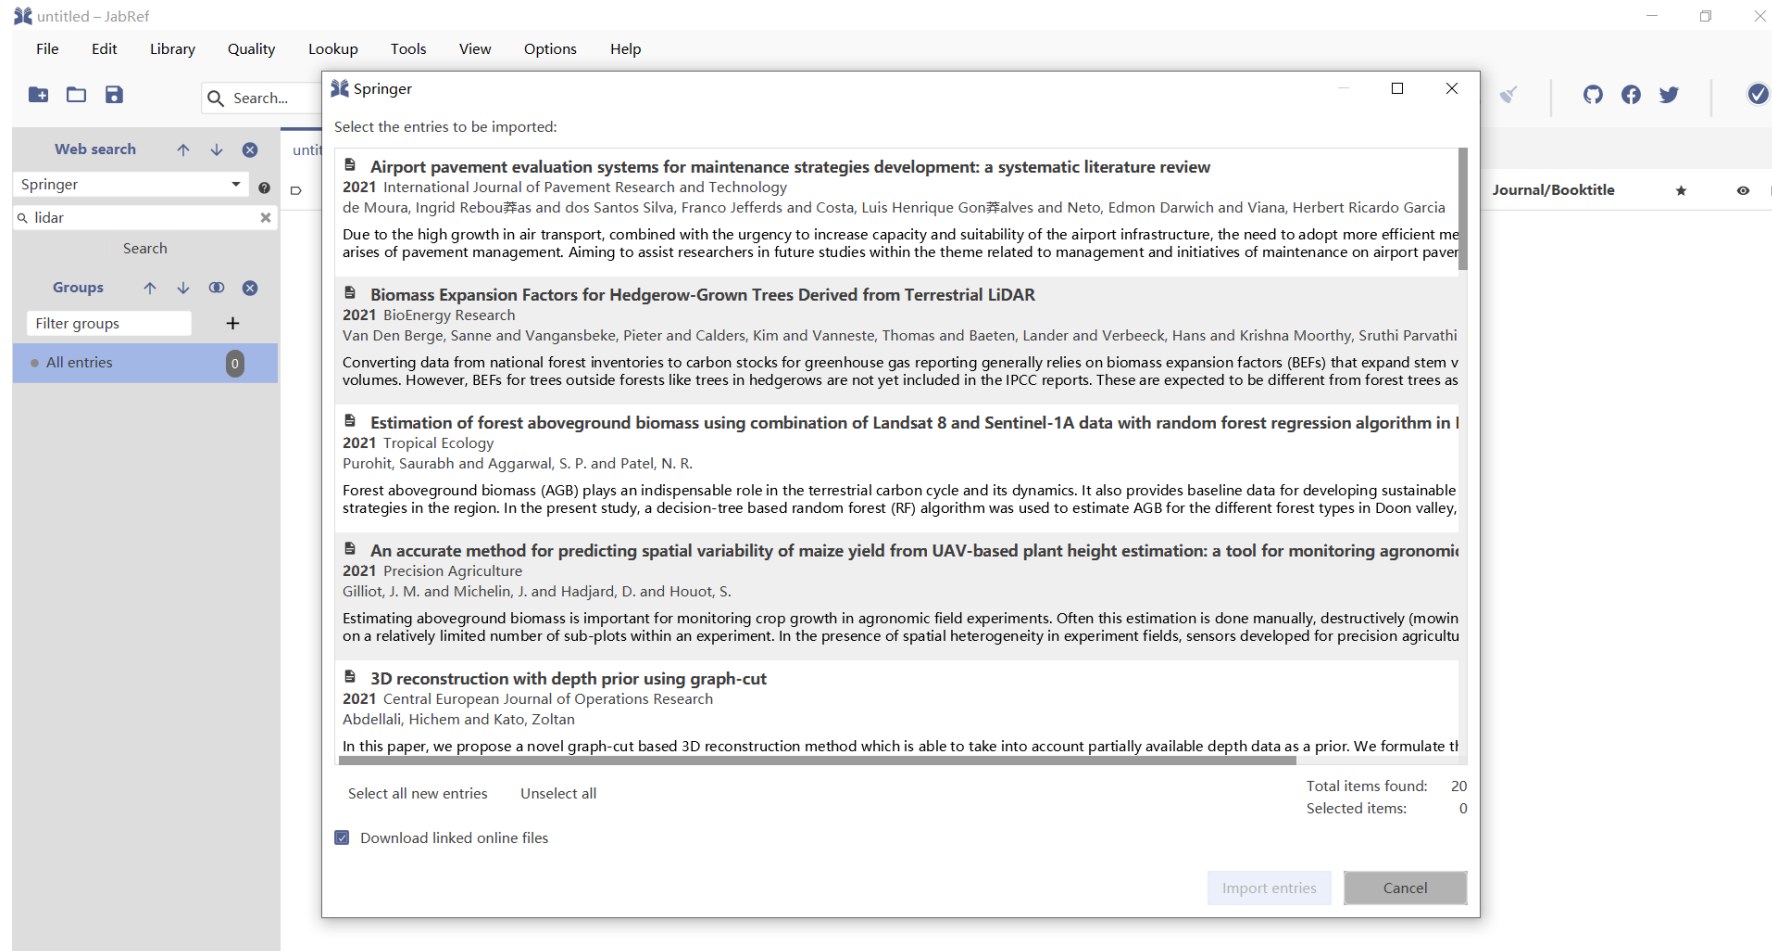 untitled – JabRef
File Edit Library Quality Lookup Tools View Options Help
Search...
Web search
Springer
lidar
Search
Groups
Filter groups
All entries 0
Journal/Booktitle
Springer
Select the entries to be imported:
Airport pavement evaluation systems for maintenance strategies development: a systematic literature review
2021 International Journal of Pavement Research and Technology
de Moura, Ingrid Rebou莽as and dos Santos Silva, Franco Jefferds and Costa, Luis Henrique Gon莽alves and Neto, Edmon Darwich and Viana, Herbert Ricardo Garcia
Due to the high growth in air transport, combined with the urgency to increase capacity and suitability of the airport infrastructure, the need to adopt more efficient me
arises of pavement management. Aiming to assist researchers in future studies within the theme related to management and initiatives of maintenance on airport paver
Biomass Expansion Factors for Hedgerow-Grown Trees Derived from Terrestrial LiDAR
2021 BioEnergy Research
Van Den Berge, Sanne and Vangansbeke, Pieter and Calders, Kim and Vanneste, Thomas and Baeten, Lander and Verbeeck, Hans and Krishna Moorthy, Sruthi Parvathi
Converting data from national forest inventories to carbon stocks for greenhouse gas reporting generally relies on biomass expansion factors (BEFs) that expand stem v
volumes. However, BEFs for trees outside forests like trees in hedgerows are not yet included in the IPCC reports. These are expected to be different from forest trees as
Estimation of forest aboveground biomass using combination of Landsat 8 and Sentinel-1A data with random forest regression algorithm in
2021 Tropical Ecology
Purohit, Saurabh and Aggarwal, S. P. and Patel, N. R.
Forest aboveground biomass (AGB) plays an indispensable role in the terrestrial carbon cycle and its dynamics. It also provides baseline data for developing sustainable
strategies in the region. In the present study, a decision-tree based random forest (RF) algorithm was used to estimate AGB for the different forest types in Doon valley,
An accurate method for predicting spatial variability of maize yield from UAV-based plant height estimation: a tool for monitoring agronomic
2021 Precision Agriculture
Gilliot, J. M. and Michelin, J. and Hadjard, D. and Houot, S.
Estimating aboveground biomass is important for monitoring crop growth in agronomic field experiments. Often this estimation is done manually, destructively (mowin
on a relatively limited number of sub-plots within an experiment. In the presence of spatial heterogeneity in experiment fields, sensors developed for precision agricultu
3D reconstruction with depth prior using graph-cut
2021 Central European Journal of Operations Research
Abdellali, Hichem and Kato, Zoltan
In this paper, we propose a novel graph-cut based 3D reconstruction method which is able to take into account partially available depth data as a prior. We formulate th
Select all new entries Unselect all
Total items found: 20
Selected items: 0
Download linked online files
Import entries Cancel